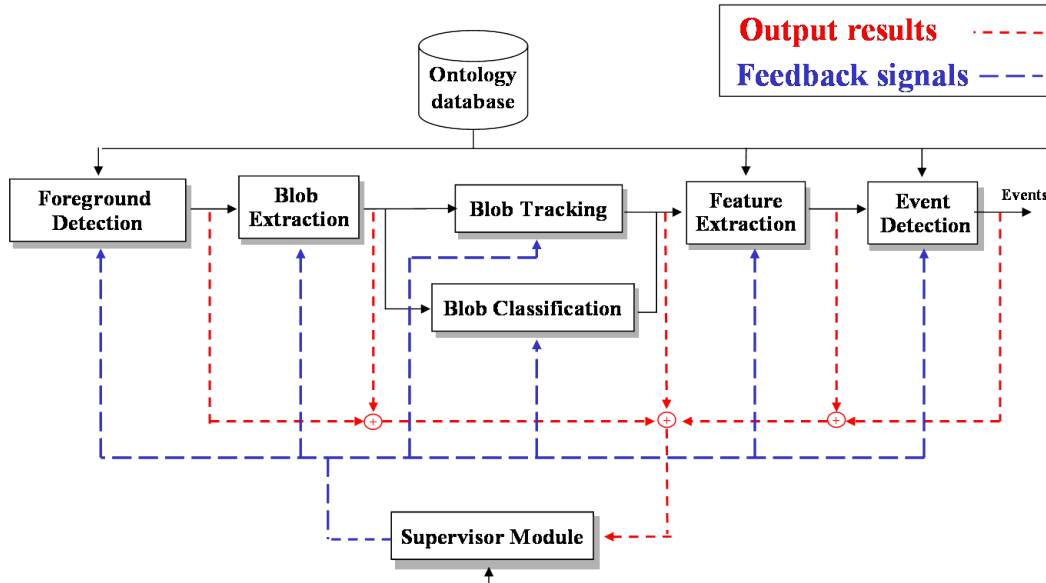 Output results
Feedback signals
Ontology
database
Foreground
Detection
Blob
Extraction
Blob Tracking
Blob Classification
Feature
Extraction
Event
Detection
Events
+
+
+
Supervisor Module